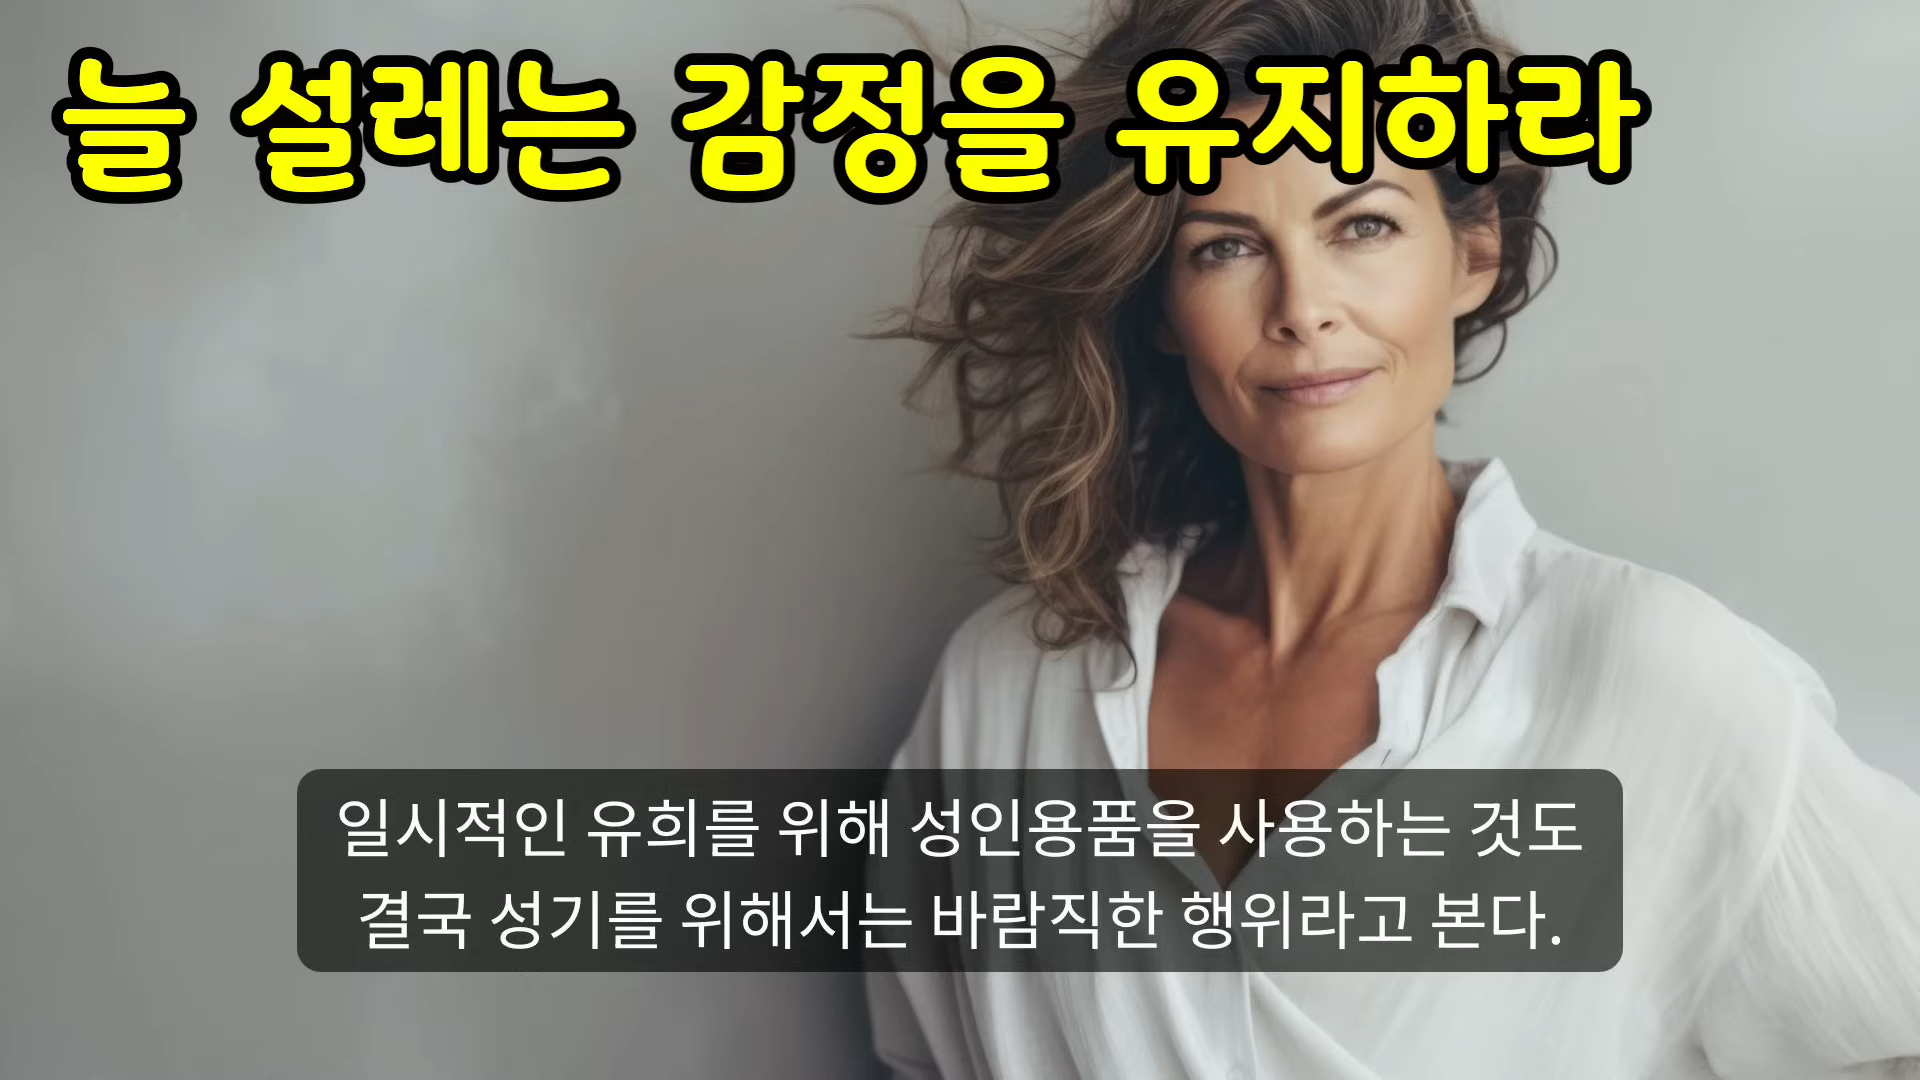 늘 설레는 감정을 유지하라
일시적인 유희를 위해 성인용품을 사용하는 것도
결국 성기를 위해서는 바람직한 행위라고 본다.